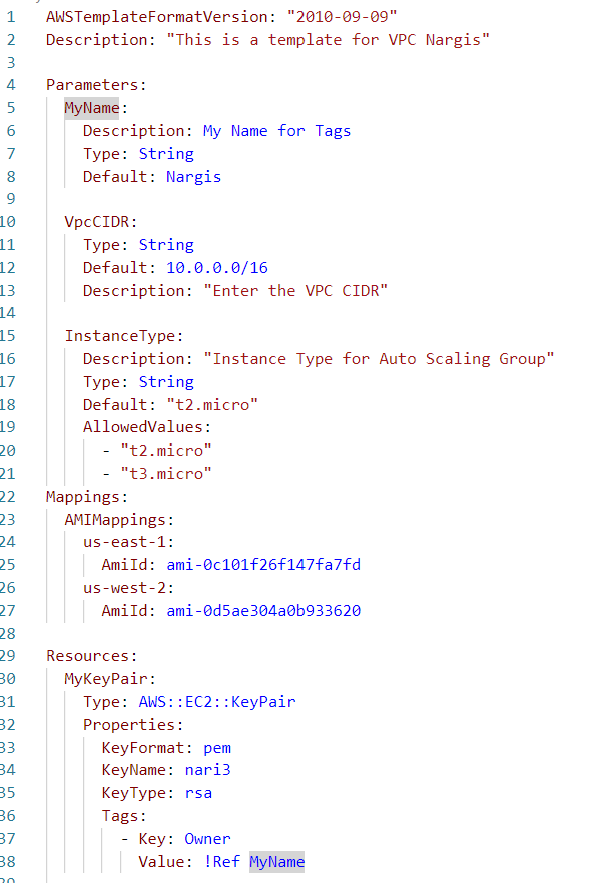 1 AWSTemplateFormatVersion: "2010-09-09"
2 Description: "This is a template for VPC Nargis"
3
4 Parameters:
5   MyName:
6     Description: My Name for Tags
7     Type: String
8     Default: Nargis
9
10   VpcCIDR:
11     Type: String
12     Default: 10.0.0.0/16
13     Description: "Enter the VPC CIDR"
14
15   InstanceType:
16     Description: "Instance Type for Auto Scaling Group"
17     Type: String
18     Default: "t2.micro"
19     AllowedValues:
20       - "t2.micro"
21       - "t3.micro"
22 Mappings:
23   AMIMappings:
24     us-east-1:
25       AmiId: ami-0c101f26f147fa7fd
26     us-west-2:
27       AmiId: ami-0d5ae304a0b933620
28
29 Resources:
30   MyKeyPair:
31     Type: AWS::EC2::KeyPair
32     Properties:
33       KeyFormat: pem
34       KeyName: nari3
35       KeyType: rsa
36       Tags:
37         - Key: Owner
38           Value: !Ref MyName